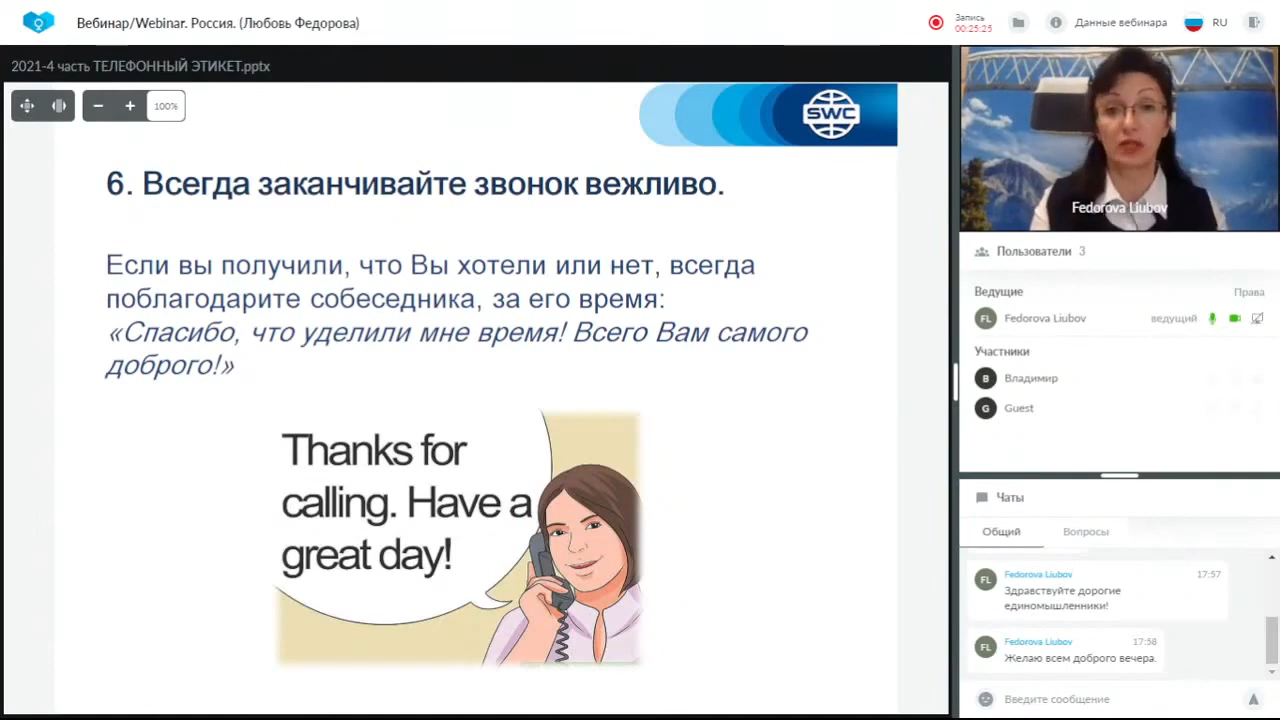 Вебинар/Webinar. Россия. (Любовь Федорова)
Запись
00:25:25
Данные вебинара
RU
2021-4 часть ТЕЛЕФОННЫЙ ЭТИКЕТ.pptx
100%
SWC
6. Всегда заканчивайте звонок вежливо.
Если вы получили, что Вы хотели или нет, всегда
поблагодарите собеседника, за его время:
«Спасибо, что уделили мне время! Всего Вам самого
доброго!»
Thanks for
calling. Have a
great day!
Fedorova Liubov
Пользователи 3
Ведущие
Права
FL
Fedorova Liubov
ведущий
Участники
В
Владимир
G
Guest
Чаты
Общий
Вопросы
FL
Fedorova Liubov
17:57
Здравствуйте дорогие
единомышленники!
FL
Fedorova Liubov
17:58
Желаю всем доброго вечера.
Введите сообщение